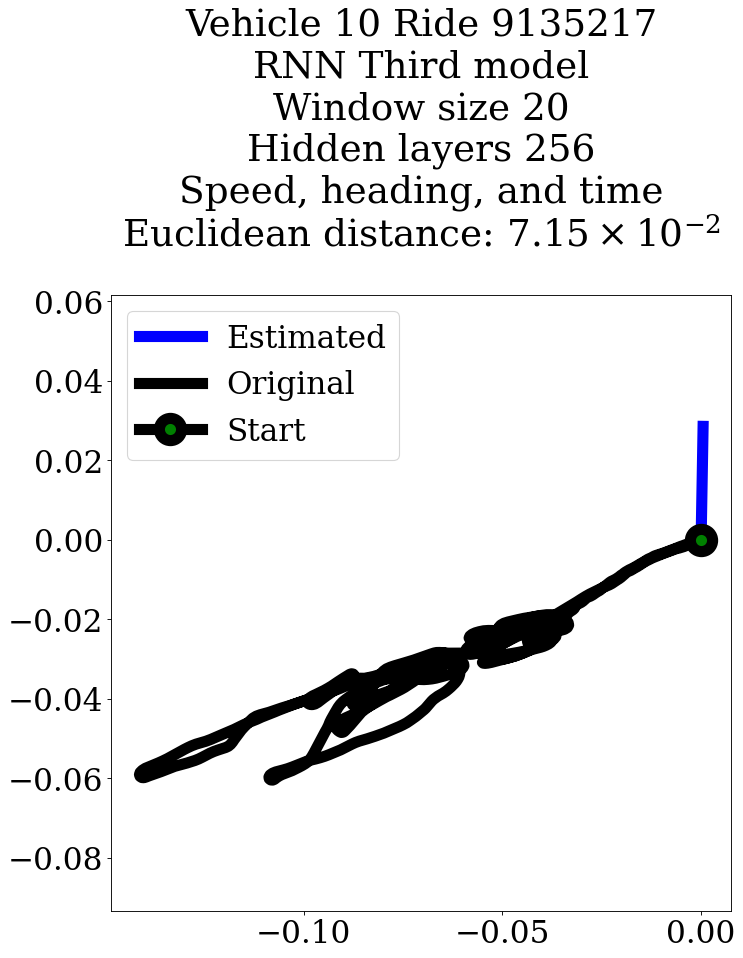 Vehicle 10 Ride 9135217
RNN Third model
Window size 20
Hidden layers 256
Speed, heading, and time
Euclidean distance: 7.15 × 10⁻²
0.06
Estimated
0.04
Original
Start
0.02
0.00
−0.02
−0.04
−0.06
−0.08
−0.10 −0.05 0.00